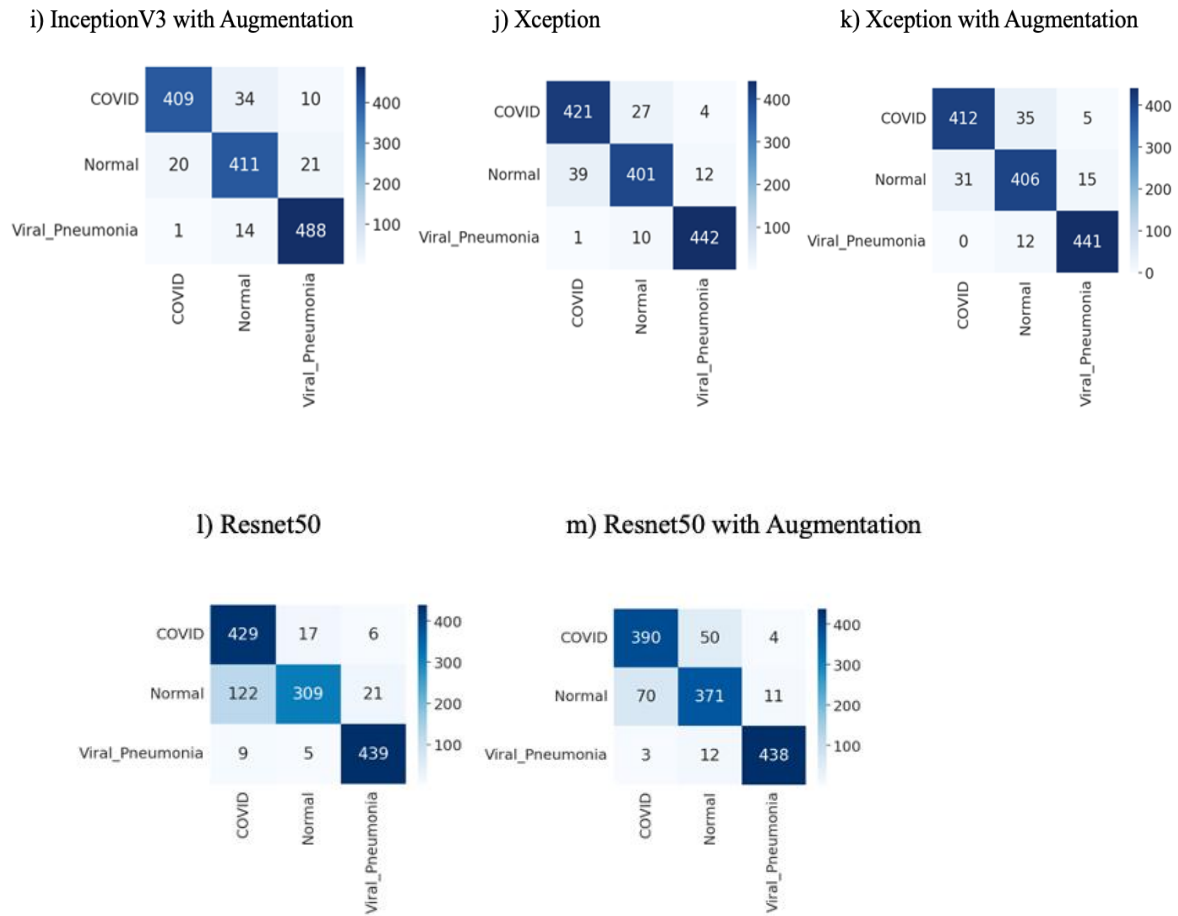 i) InceptionV3 with Augmentation
j) Xception
k) Xception with Augmentation
COVID 409 34 10
Normal 20 411 21
Viral_Pneumonia 1 14 488
COVID Normal Viral_Pneumonia
400
300
200
100
COVID 421 27 4
Normal 39 401 12
Viral_Pneumonia 1 10 442
COVID Normal Viral_Pneumonia
400
300
200
100
COVID 412 35 5
Normal 31 406 15
Viral_Pneumonia 0 12 441
COVID Normal Viral_Pneumonia
400
300
200
100
0
l) Resnet50
m) Resnet50 with Augmentation
COVID 429 17 6
Normal 122 309 21
Viral_Pneumonia 9 5 439
COVID Normal Viral_Pneumonia
400
300
200
100
COVID 390 50 4
Normal 70 371 11
Viral_Pneumonia 3 12 438
COVID Normal Viral_Pneumonia
400
300
200
100